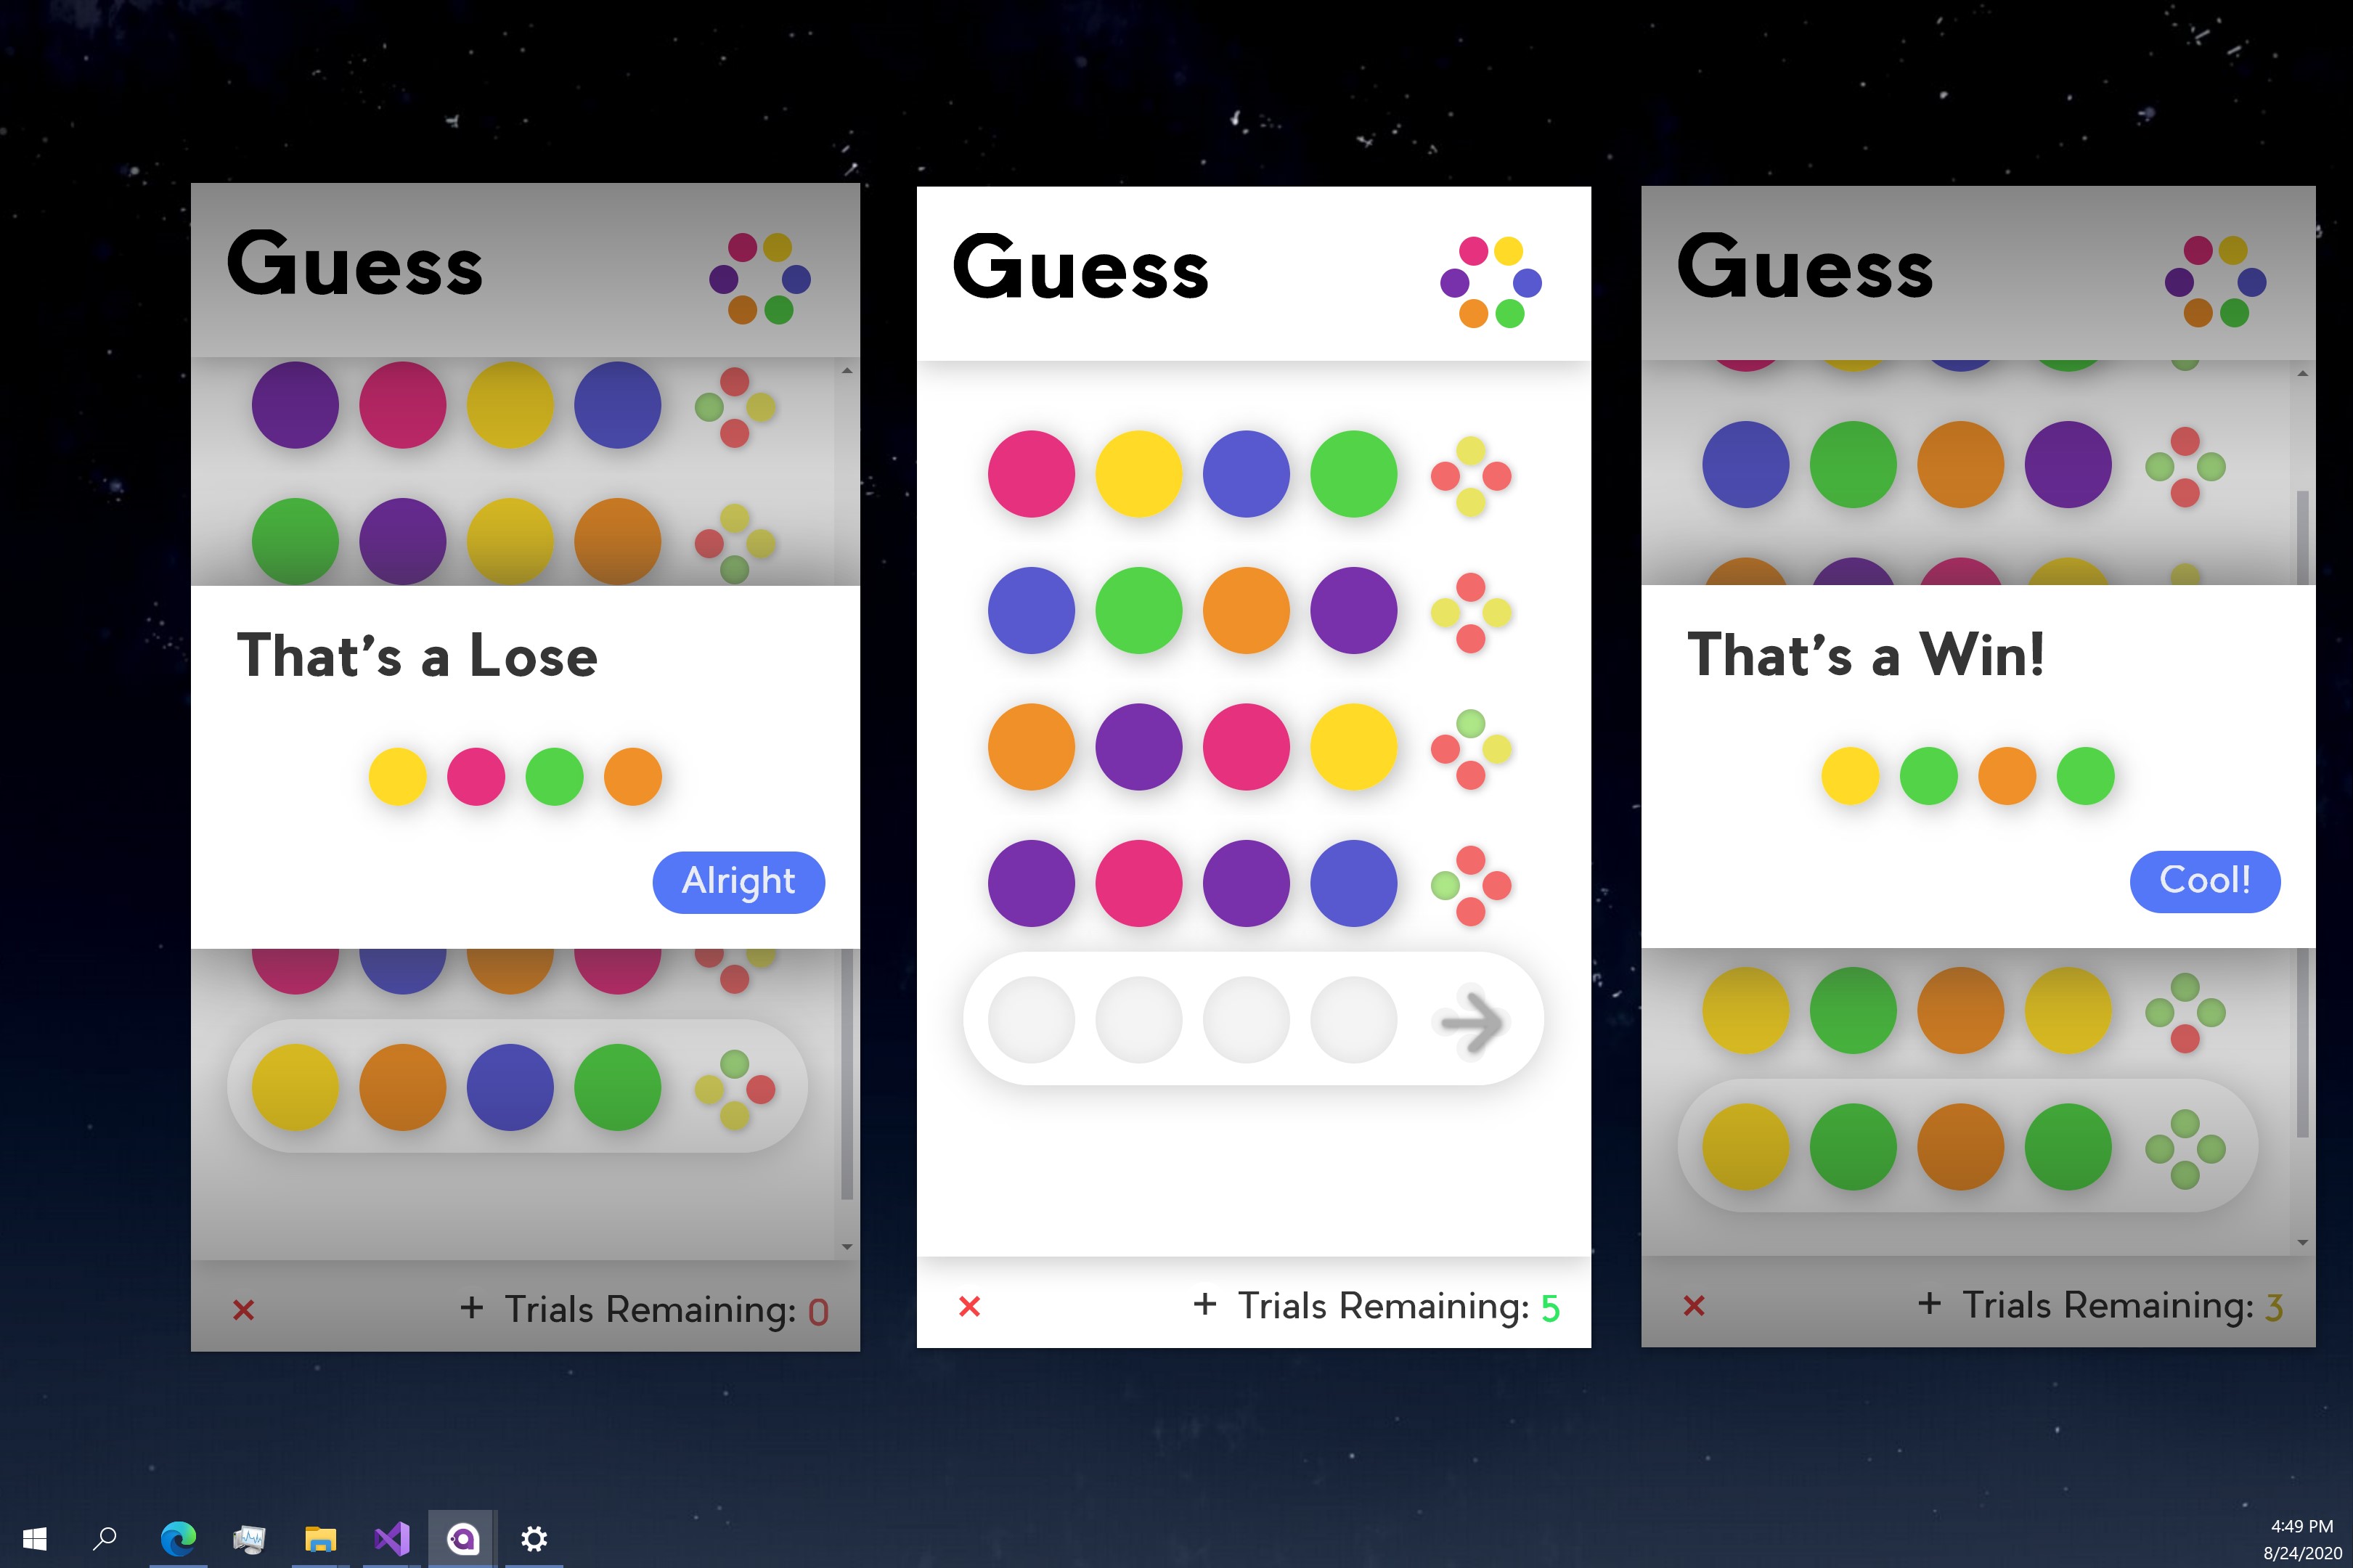 Guess
That's a Lose
Alright
× + Trials Remaining: 0
Guess
× + Trials Remaining: 5
Guess
That's a Win!
Cool!
× + Trials Remaining: 3
4:49 PM
8/24/2020